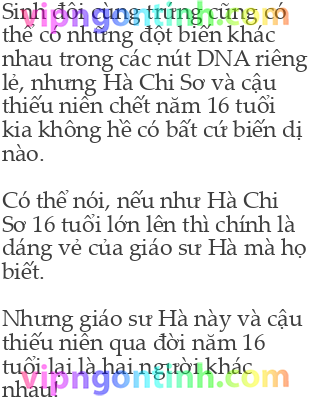 Sinh đôi cùng trứng cũng có
thể có những đột biến khác
nhau trong các nút DNA riêng
lẻ, nhưng Hà Chi Sơ và cậu
thiếu niên chết năm 16 tuổi
kia không hề có bất cứ biến dị
nào.
Có thể nói, nếu như Hà Chi
Sơ 16 tuổi lớn lên thì chính là
dáng vẻ của giáo sư Hà mà họ
biết.
Nhưng giáo sư Hà này và cậu
thiếu niên qua đời năm 16
tuổi lại là hai người khác
nhau!
vipngontinh.com
vipngontinh.com